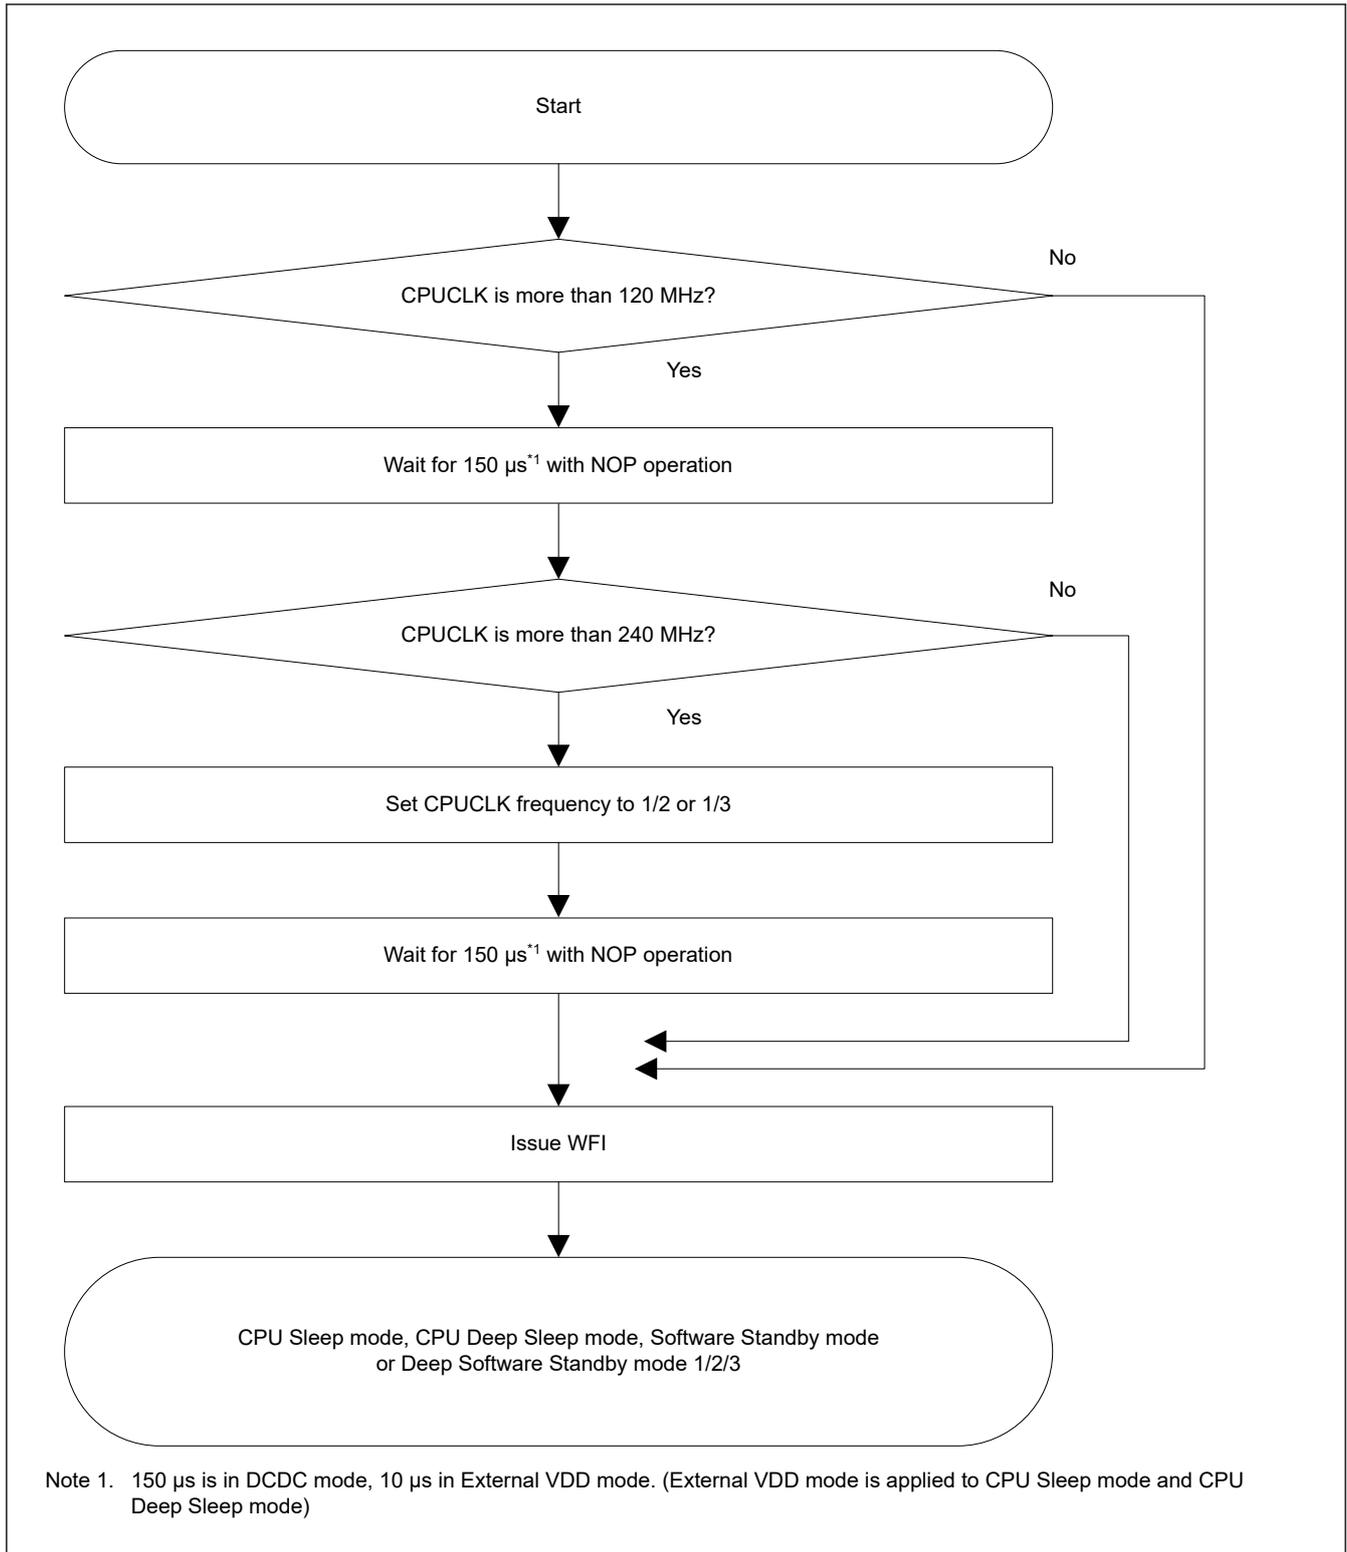 Start
CPUCLK is more than 120 MHz?
No
Yes
Wait for 150 µs*1 with NOP operation
CPUCLK is more than 240 MHz?
No
Yes
Set CPUCLK frequency to 1/2 or 1/3
Wait for 150 µs*1 with NOP operation
Issue WFI
CPU Sleep mode, CPU Deep Sleep mode, Software Standby mode
or Deep Software Standby mode 1/2/3
Note 1. 150 µs is in DCDC mode, 10 µs in External VDD mode. (External VDD mode is applied to CPU Sleep mode and CPU
Deep Sleep mode)